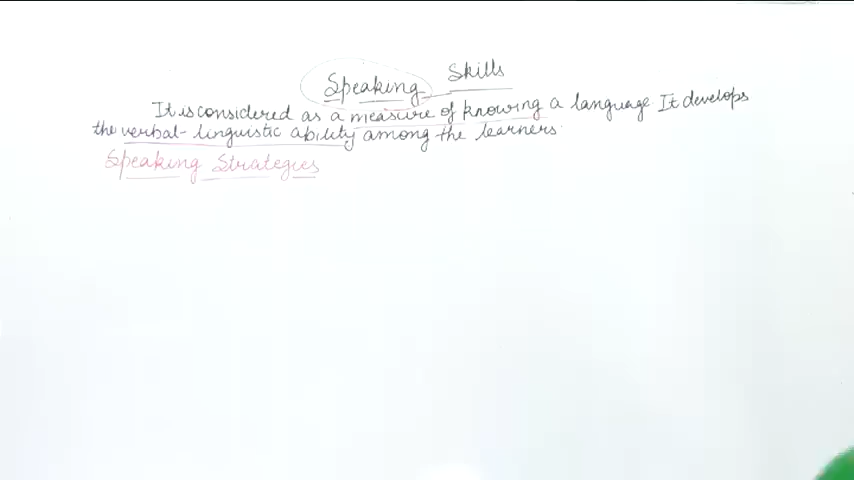 Speaking Skills
It is considered as a measure of knowing a language It develops
the verbal-linguistic ability among the learners.
Speaking Strategies